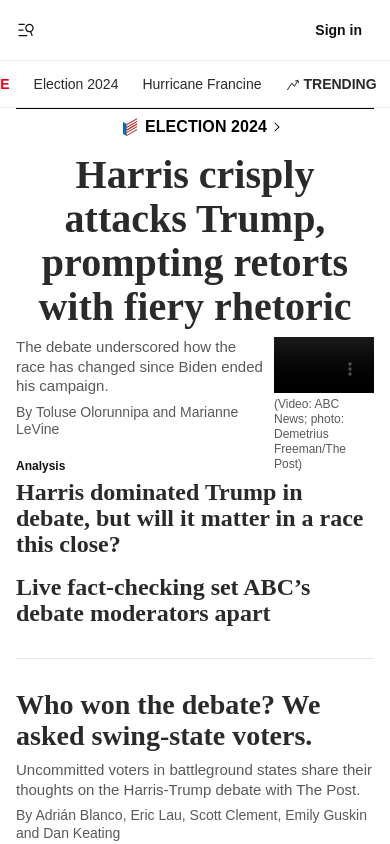 Sign in
E Election 2024 Hurricane Francine TRENDING
ELECTION 2024
Harris crisply
attacks Trump,
prompting retorts
with fiery rhetoric
The debate underscored how the
race has changed since Biden ended
his campaign.
By Toluse Olorunnipa and Marianne
LeVine
(Video: ABC
News; photo:
Demetrius
Freeman/The
Post)
Analysis
Harris dominated Trump in
debate, but will it matter in a race
this close?
Live fact-checking set ABC’s
debate moderators apart
Who won the debate? We
asked swing-state voters.
Uncommitted voters in battleground states share their
thoughts on the Harris-Trump debate with The Post.
By Adrián Blanco, Eric Lau, Scott Clement, Emily Guskin
and Dan Keating